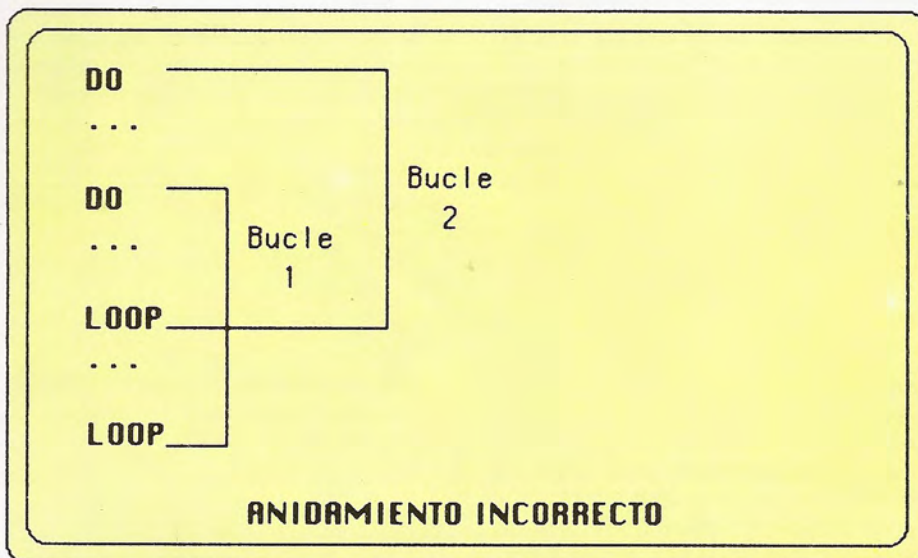 DO
...
DO
...
LOOP
...
LOOP
Bucle
1
Bucle
2
ANIDAMIENTO INCORRECTO